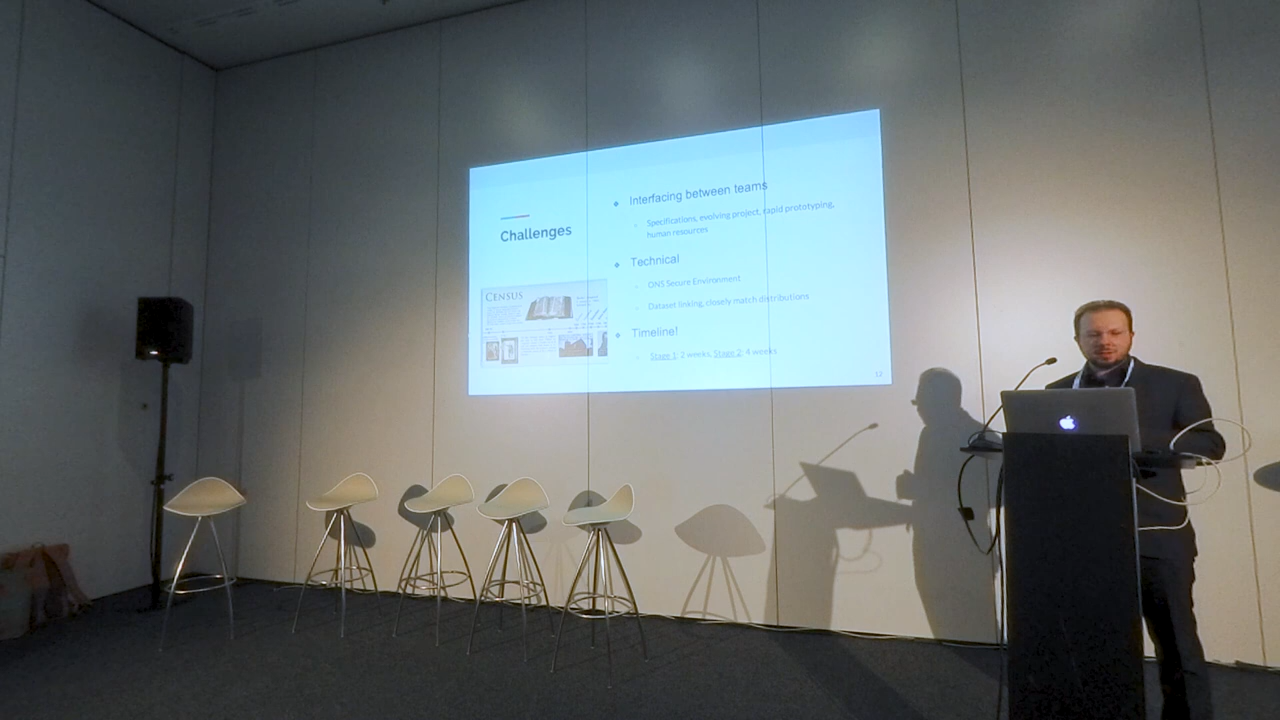 Challenges
CENSUS
Interfacing between teams
Specifications, evolving project, rapid prototyping,
human resources
Technical
ONS Secure Environment
Dataset linking, closely match distributions
Timeline!
Stage 1: 2 weeks, Stage 2: 4 weeks
12